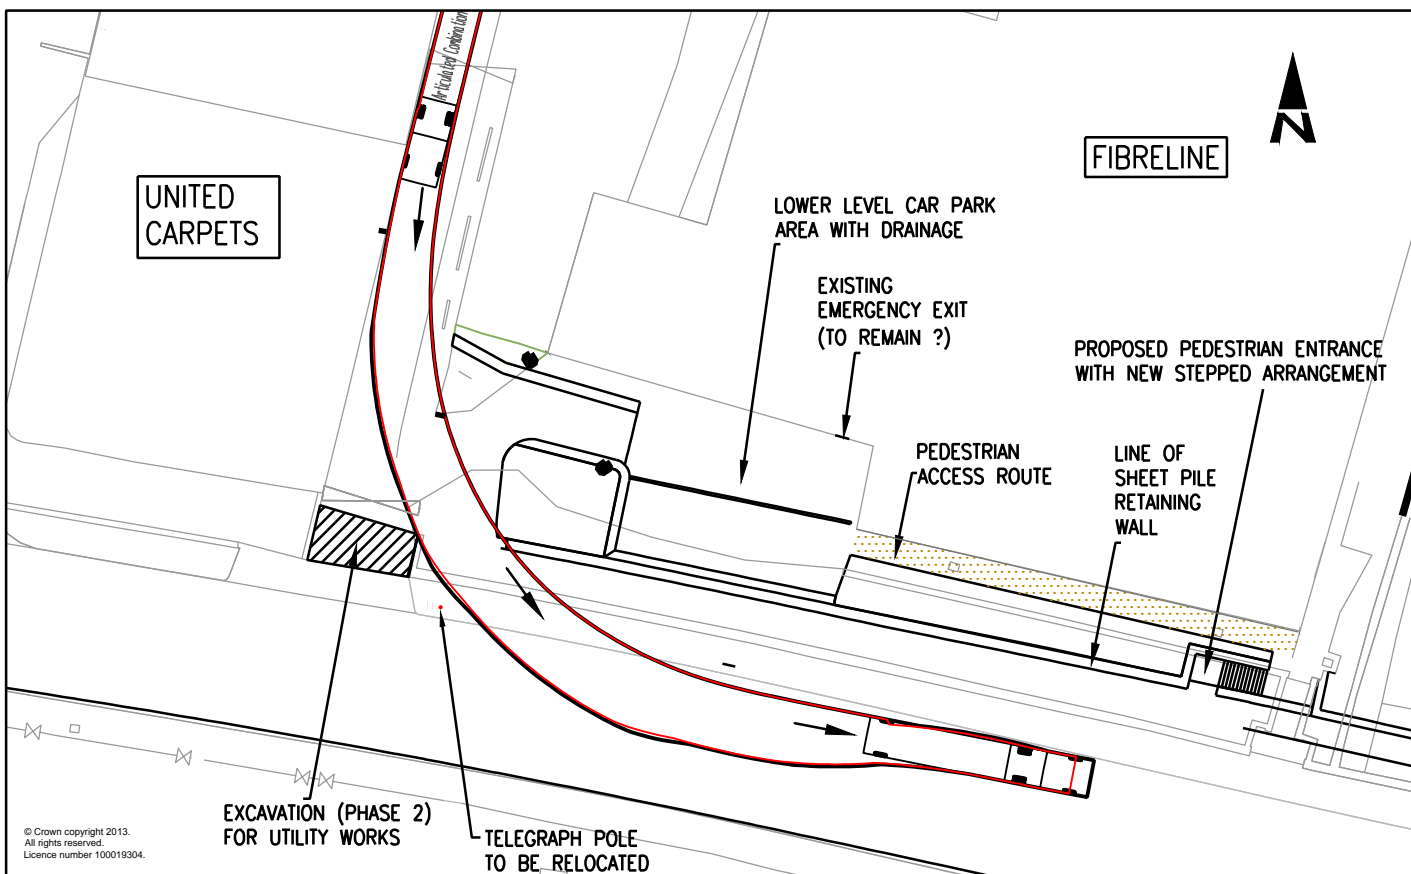 Articulated Combination
N
FIBRELINE
UNITED
CARPETS
LOWER LEVEL CAR PARK
AREA WITH DRAINAGE
EXISTING
EMERGENCY EXIT
(TO REMAIN ?)
PROPOSED PEDESTRIAN ENTRANCE
WITH NEW STEPPED ARRANGEMENT
PEDESTRIAN
ACCESS ROUTE
LINE OF
SHEET PILE
RETAINING
WALL
EXCAVATION (PHASE 2)
FOR UTILITY WORKS
TELEGRAPH POLE
TO BE RELOCATED
© Crown copyright 2013.
All rights reserved.
Licence number 100019304.